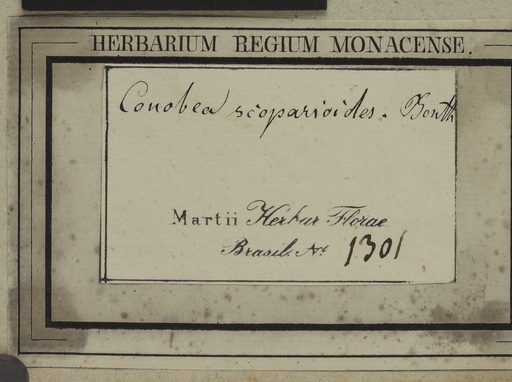 HERBARIUM REGIUM MONACENSE.
Conobea scoparioides. Benth
Martii Herbar Florae
Brasil. No 1301